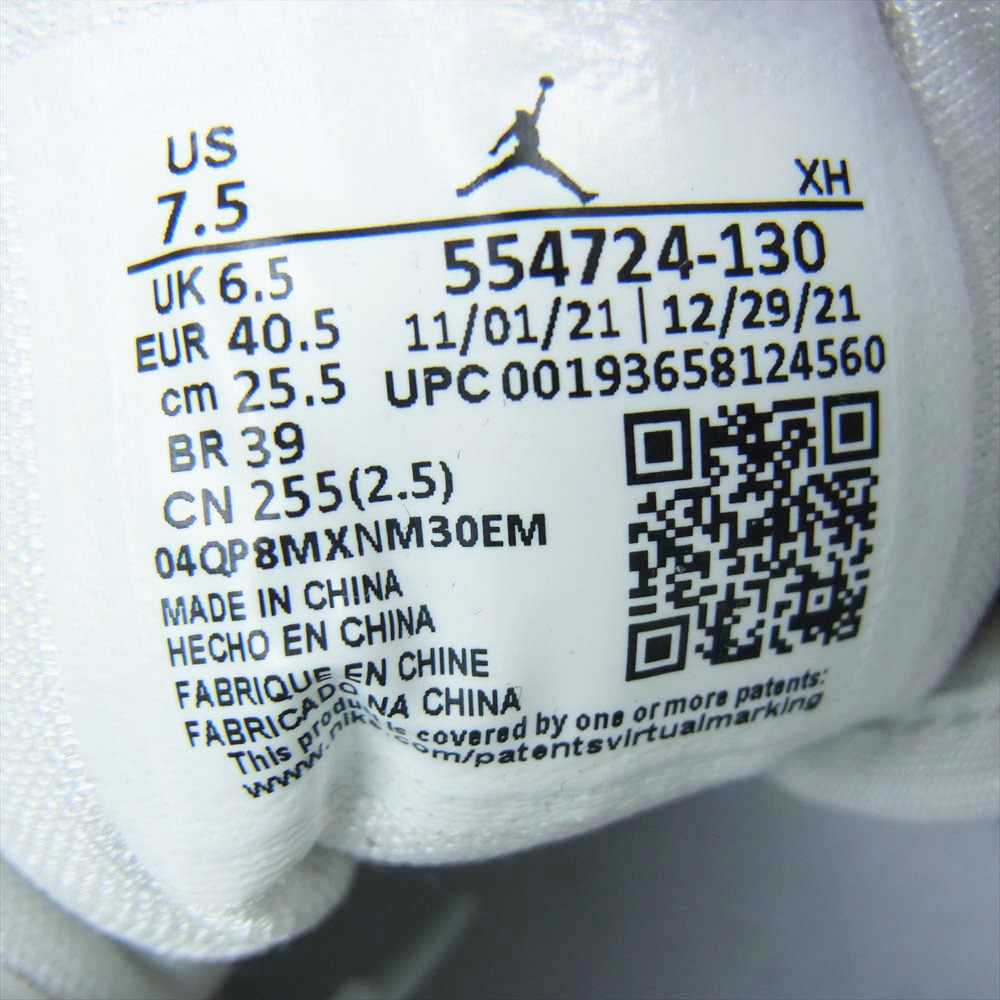 US
7.5
XH
UK 6.5
554724-130
EUR 40.5
11/01/21 | 12/29/21
cm 25.5
UPC 00193658124560
BR 39
CN 255(2.5)
04QP8MXNM30EM
MADE IN CHINA
HECHO EN CHINA
FABRIQUE EN CHINE
FABRICADO NA CHINA
This produ is covered by one or more patents:
www.nike.com/patentsvirtualmarking